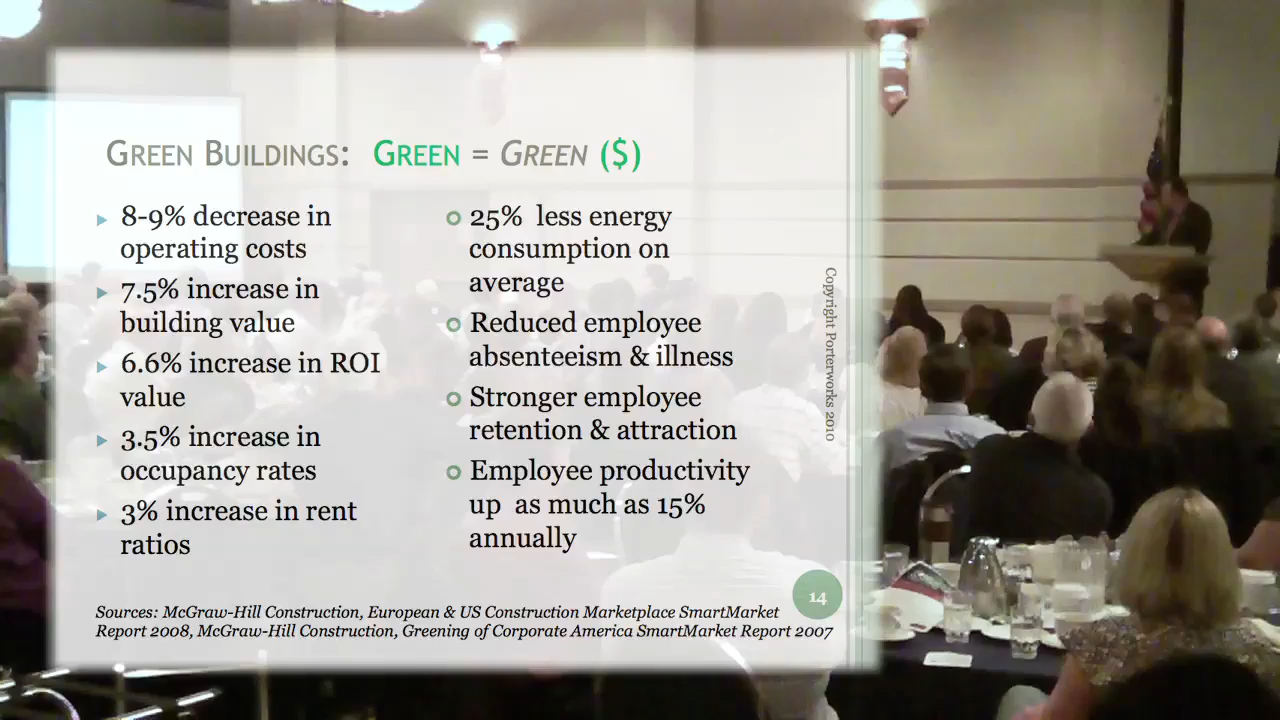 GREEN BUILDINGS: GREEN = GREEN ($)
8-9% decrease in
operating costs
7.5% increase in
building value
6.6% increase in ROI
value
3.5% increase in
occupancy rates
3% increase in rent
ratios
25% less energy
consumption on
average
Reduced employee
absenteeism & illness
Stronger employee
retention & attraction
Employee productivity
up as much as 15%
annually
Copyright Porterworks 2010
14
Sources: McGraw-Hill Construction, European & US Construction Marketplace SmartMarket
Report 2008, McGraw-Hill Construction, Greening of Corporate America SmartMarket Report 2007